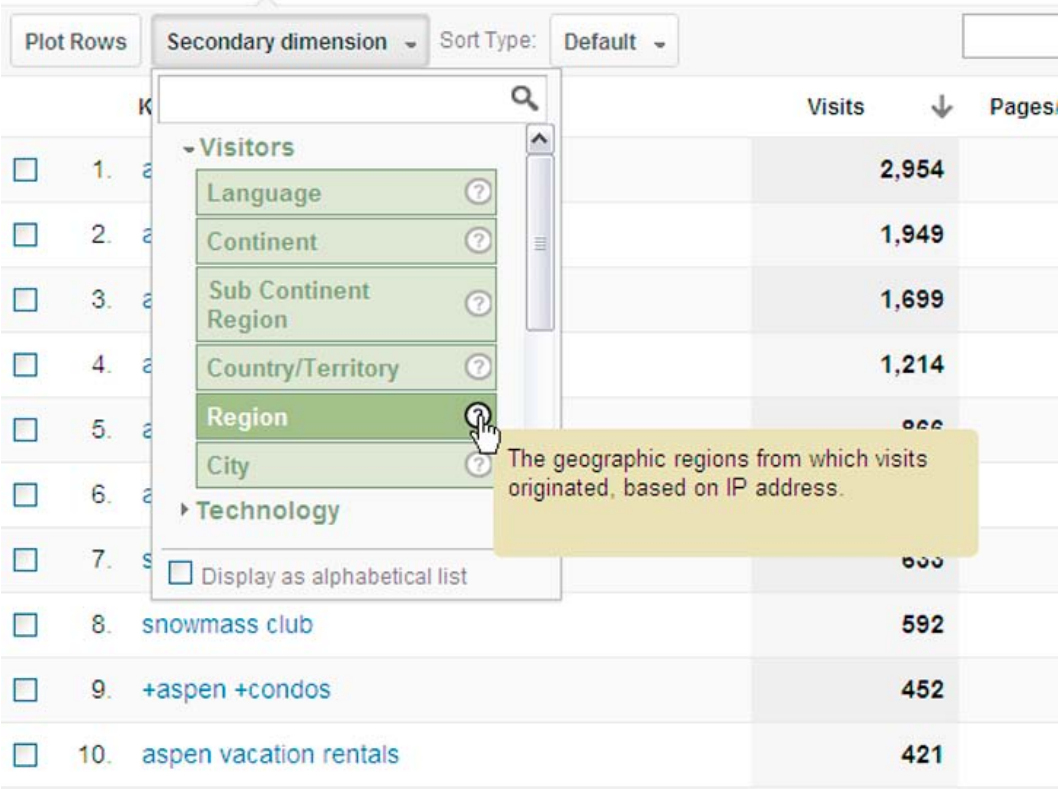 Plot Rows Secondary dimension Sort Type: Default
K Visits Pages/
Visitors
1. a 2,954
Language
2. a 1,949
Continent
3. a 1,699
Sub Continent
Region
4. a 1,214
Country/Territory
5. a 866
Region
The geographic regions from which visits
originated, based on IP address.
City
6. a
Technology
7. s 633
Display as alphabetical list
8. snowmass club 592
9. +aspen +condos 452
10. aspen vacation rentals 421